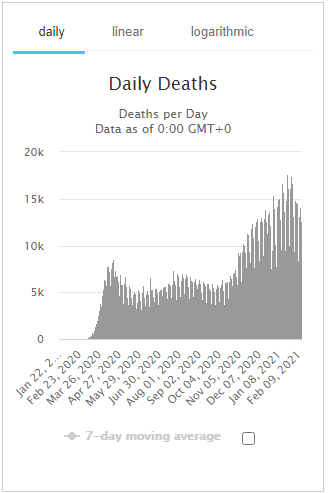 daily linear logarithmic
Daily Deaths
Deaths per Day
Data as of 0:00 GMT+0
20k
15k
10k
5k
0
Jan 22, 2...
Feb 23, 2020
Mar 26, 2020
Apr 27, 2020
May 29, 2020
Jun 30, 2020
Aug 01, 2020
Sep 02, 2020
Oct 04, 2020
Nov 05, 2020
Dec 07, 2020
Jan 08, 2021
Feb 09, 2021
7-day moving average